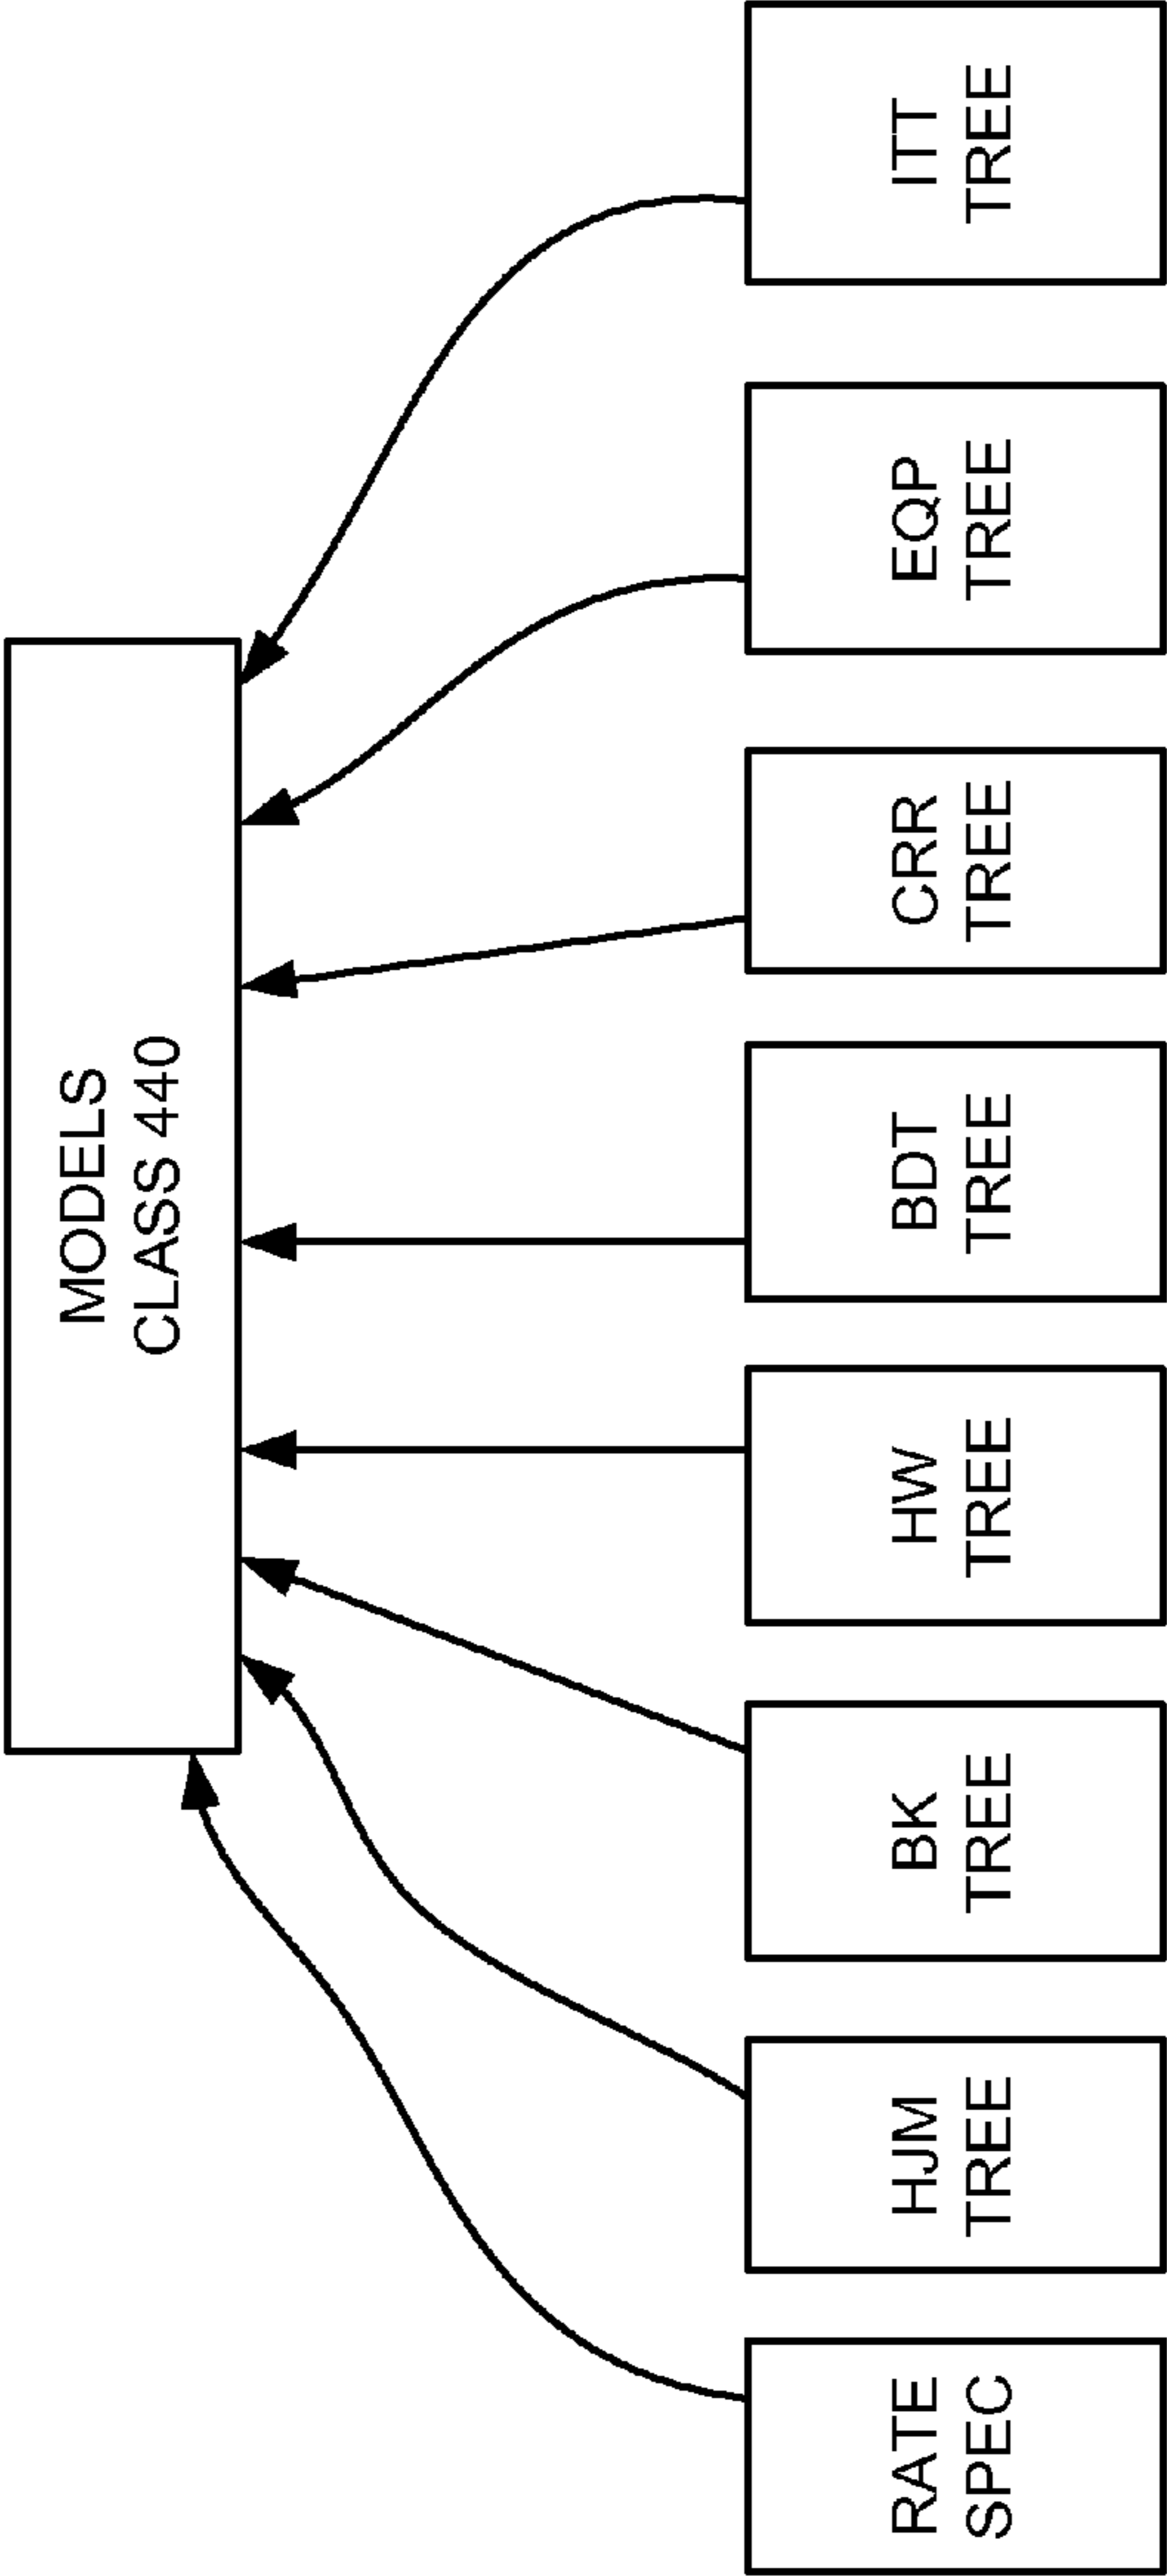 MODELS
CLASS 440
RATE
SPEC
HJM
TREE
BK
TREE
HW
TREE
BDT
TREE
CRR
TREE
EQP
TREE
ITT
TREE